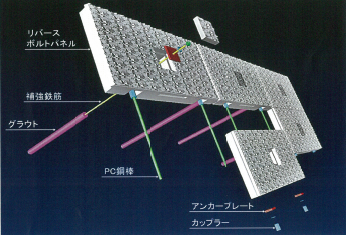 リバース
ボルトパネル
補強鉄筋
グラウト
PC鋼棒
アンカープレート
カップラー